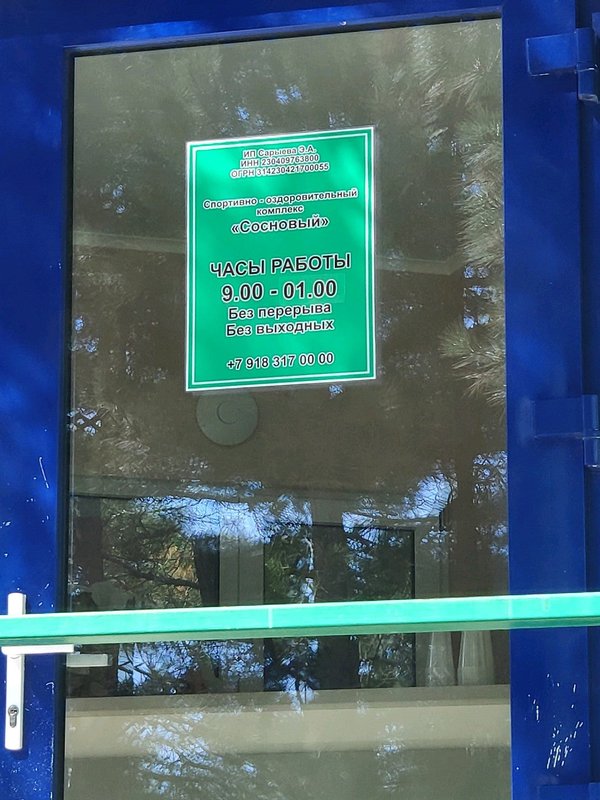 ИП Сарыева Э.А.
ИНН 230409763800
ОГРН 314230421700055
Спортивно - оздоровительный
комплекс
«Сосновый»
ЧАСЫ РАБОТЫ
9.00 - 01.00
Без перерыва
Без выходных
+7 918 317 00 00